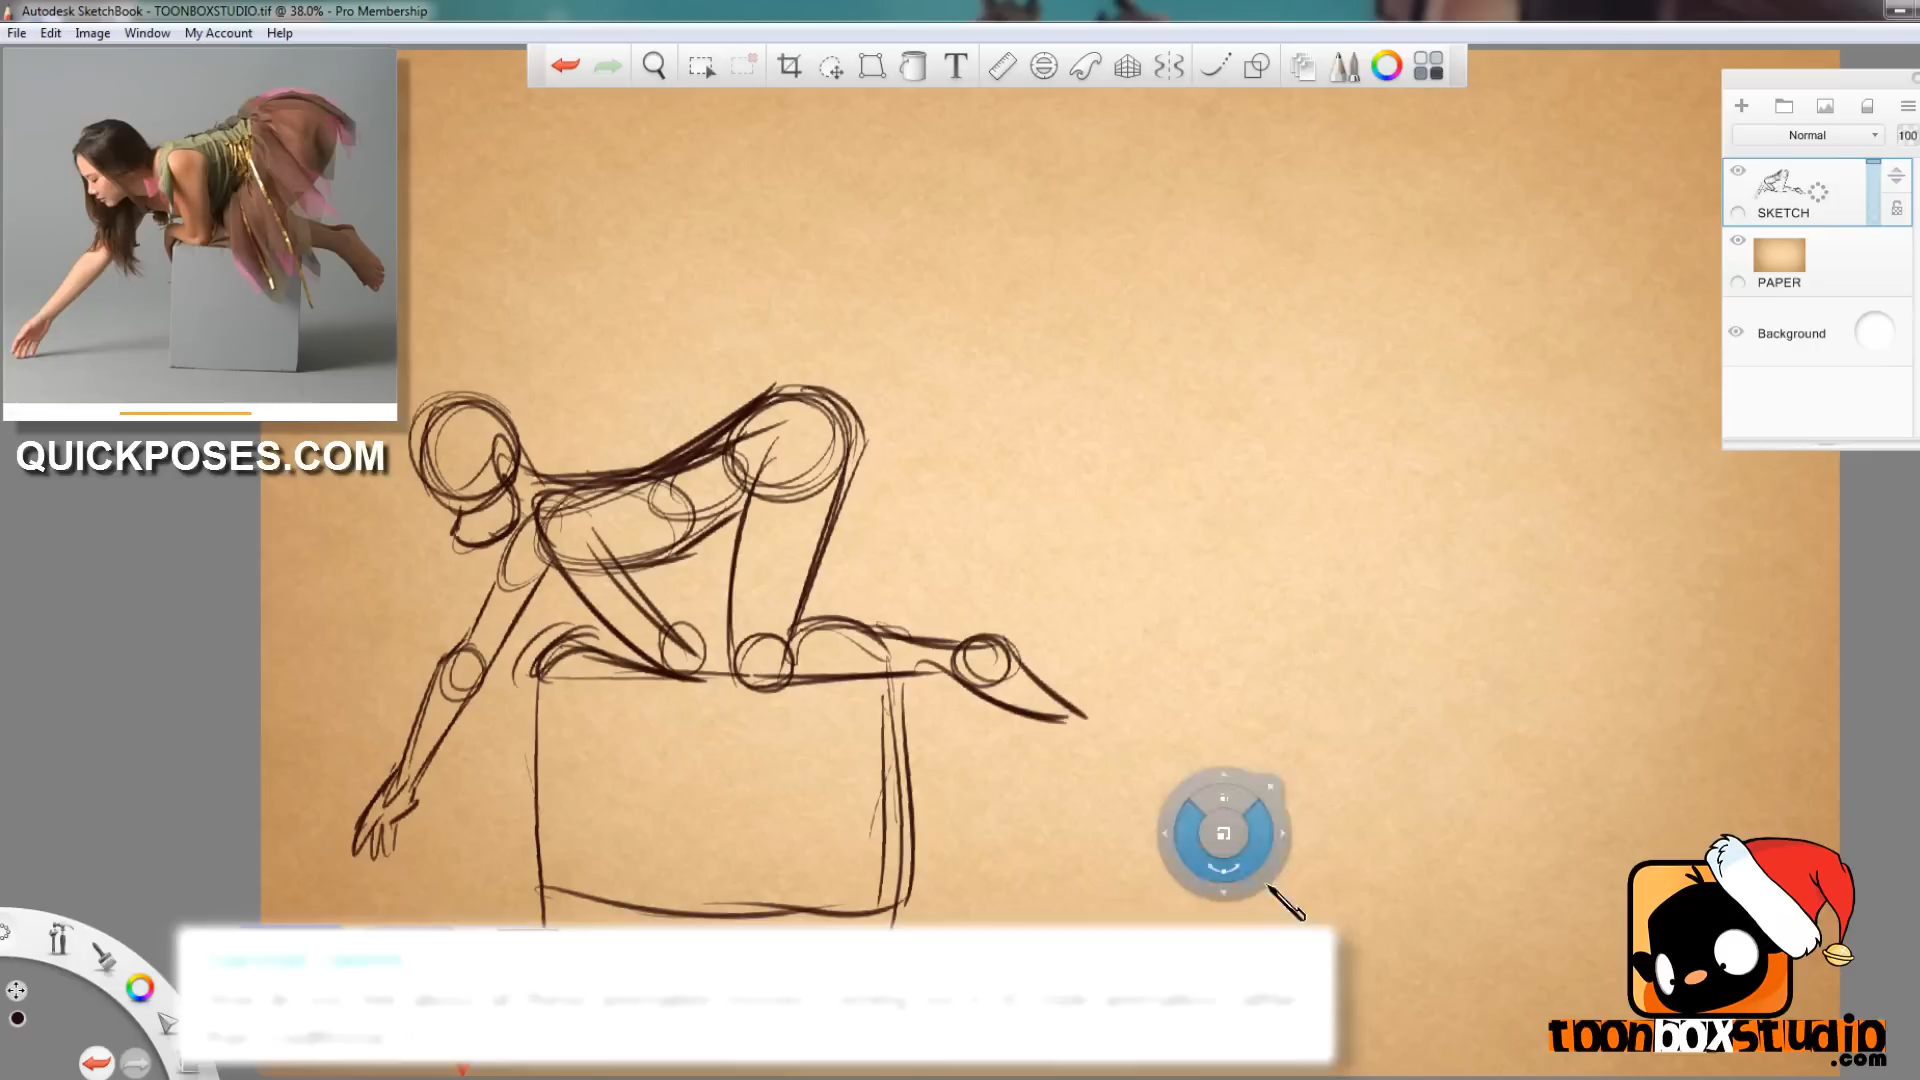 Autodesk SketchBook - TOONBOXSTUDIO.tif @ 38.0% - Pro Membership
File Edit Image Window My Account Help
T
Normal 100
SKETCH
PAPER
Background
QUICKPOSES.COM
toonboxstudio
.com